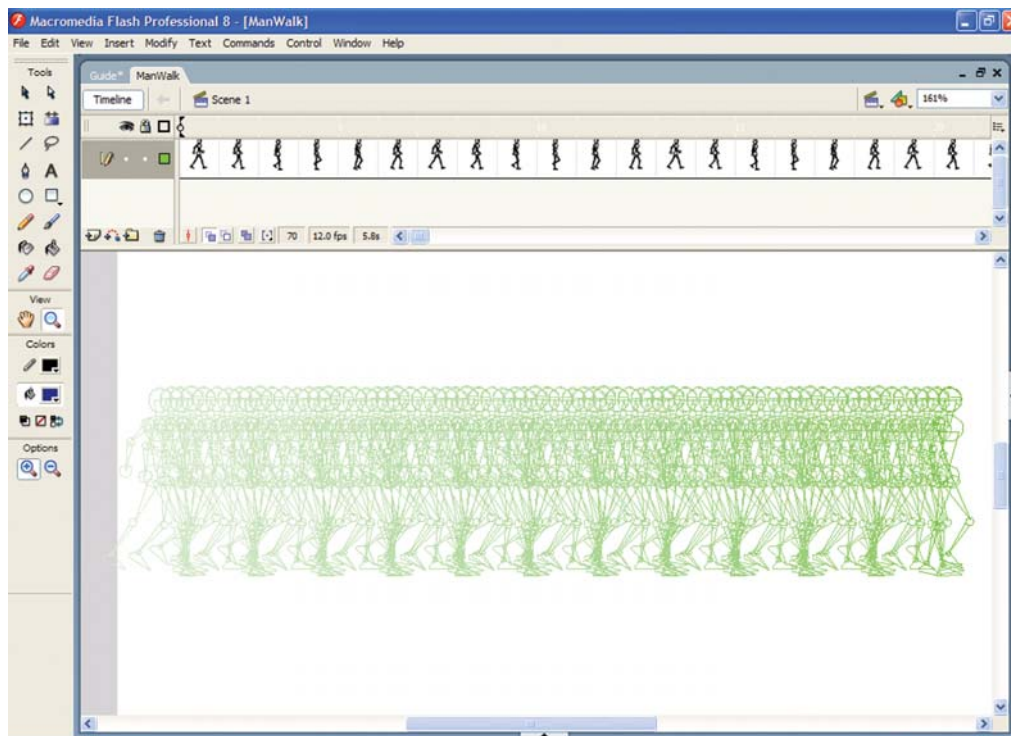 Macromedia Flash Professional 8 - [ManWalk]
File Edit View Insert Modify Text Commands Control Window Help
Tools
Guide* ManWalk
Timeline Scene 1 161%
A
70 12.0 fps 5.8s
View
Colors
Options